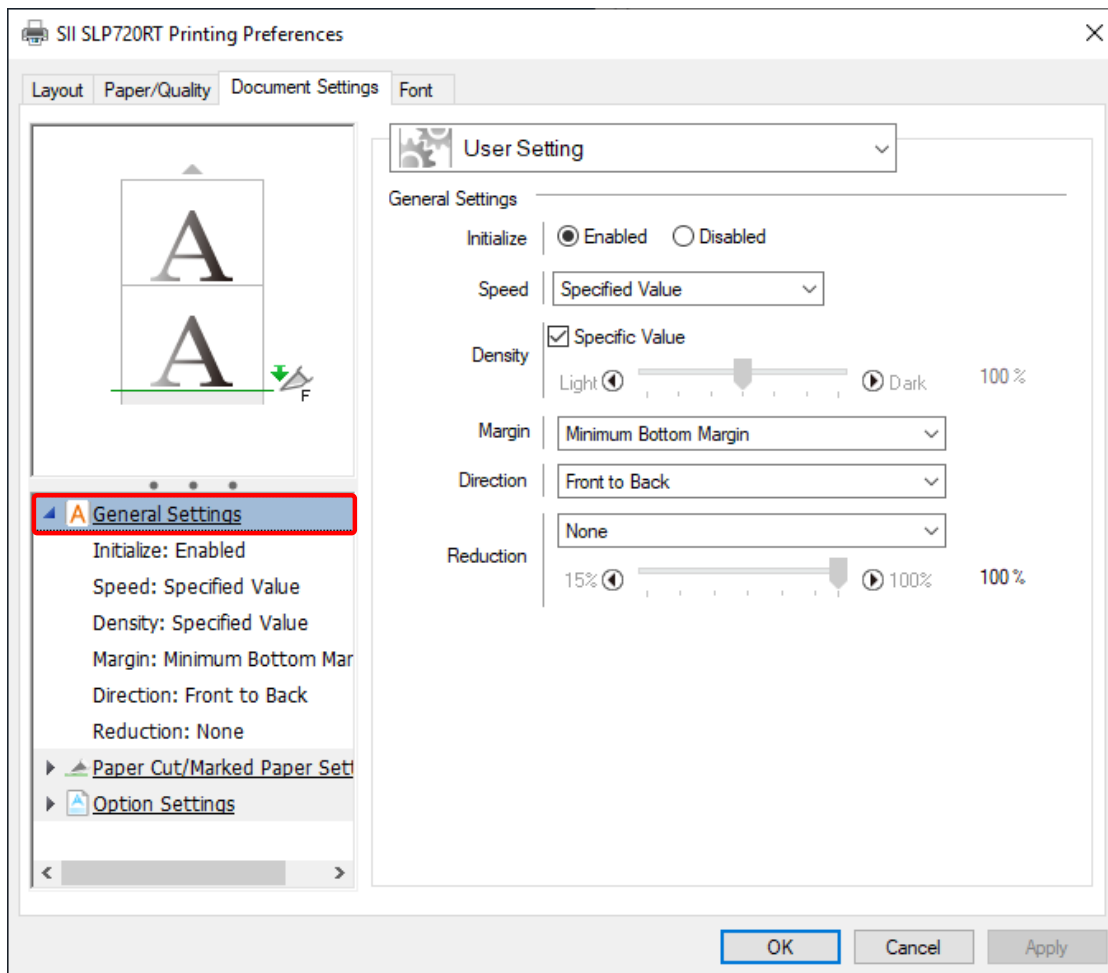 SII SLP720RT Printing Preferences
Layout Paper/Quality Document Settings Font
A
A
F
User Setting
General Settings
Initialize Enabled Disabled
Speed Specified Value
Density Specific Value
Light Dark 100 %
Margin Minimum Bottom Margin
Direction Front to Back
Reduction None
15% 100% 100 %
A General Settings
Initialize: Enabled
Speed: Specified Value
Density: Specified Value
Margin: Minimum Bottom Mar
Direction: Front to Back
Reduction: None
Paper Cut/Marked Paper Sett
A Option Settings
OK Cancel Apply